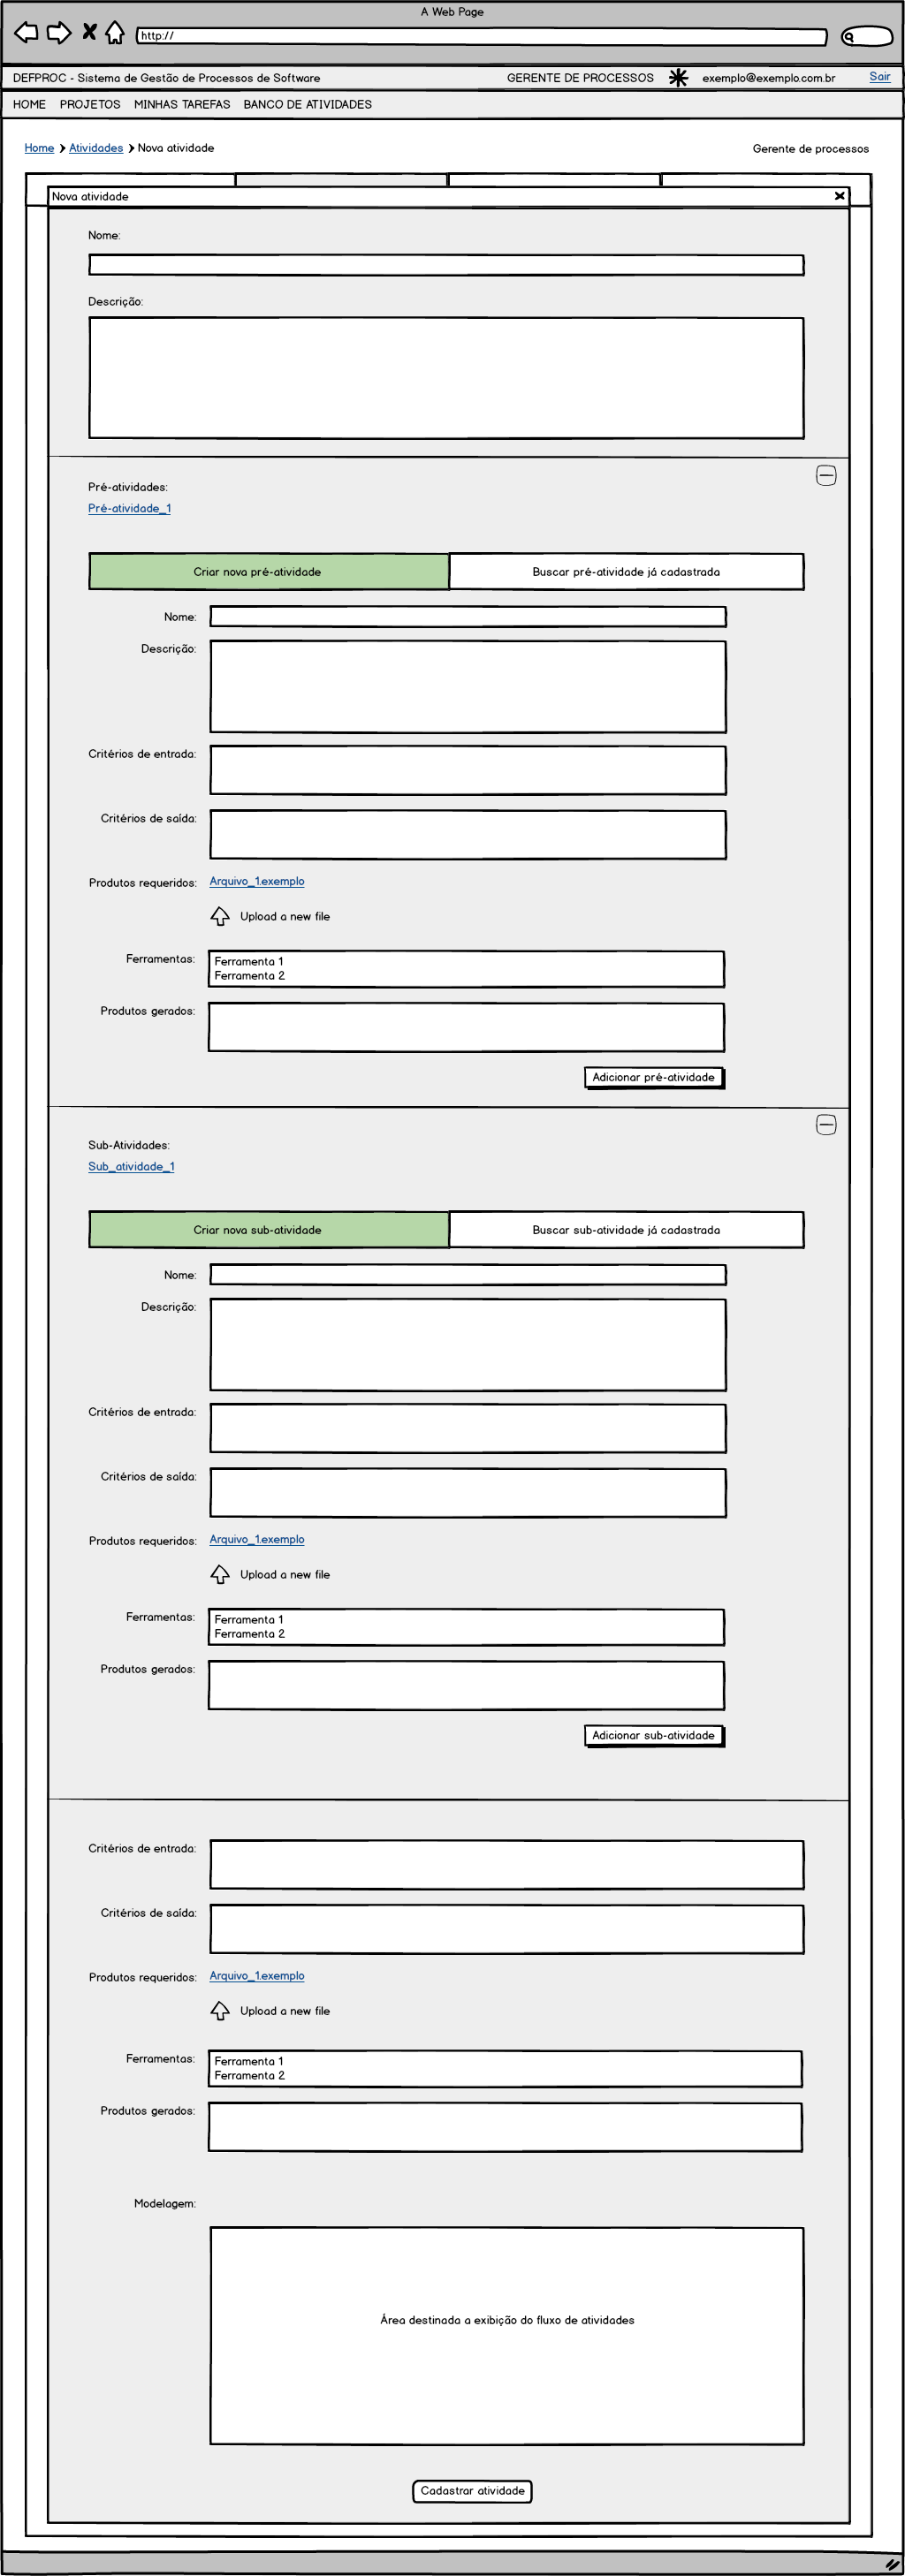 A Web Page
http://
DEFPROC - Sistema de Gestão de Processos de Software GERENTE DE PROCESSOS exemplo@exemplo.com.br Sair
HOME PROJETOS MINHAS TAREFAS BANCO DE ATIVIDADES
Home Atividades Nova atividade Gerente de processos
Nova atividade
Nome:
Descrição:
Pré-atividades:
Pré-atividade_1
Criar nova pré-atividade Buscar pré-atividade já cadastrada
Nome:
Descrição:
Critérios de entrada:
Critérios de saída:
Produtos requeridos: Arquivo_1.exemplo
Upload a new file
Ferramentas: Ferramenta 1
Ferramenta 2
Produtos gerados:
Adicionar pré-atividade
Sub-Atividades:
Sub_atividade_1
Criar nova sub-atividade Buscar sub-atividade já cadastrada
Nome:
Descrição:
Critérios de entrada:
Critérios de saída:
Produtos requeridos: Arquivo_1.exemplo
Upload a new file
Ferramentas: Ferramenta 1
Ferramenta 2
Produtos gerados:
Adicionar sub-atividade
Critérios de entrada:
Critérios de saída:
Produtos requeridos: Arquivo_1.exemplo
Upload a new file
Ferramentas: Ferramenta 1
Ferramenta 2
Produtos gerados:
Modelagem:
Área destinada a exibição do fluxo de atividades
Cadastrar atividade